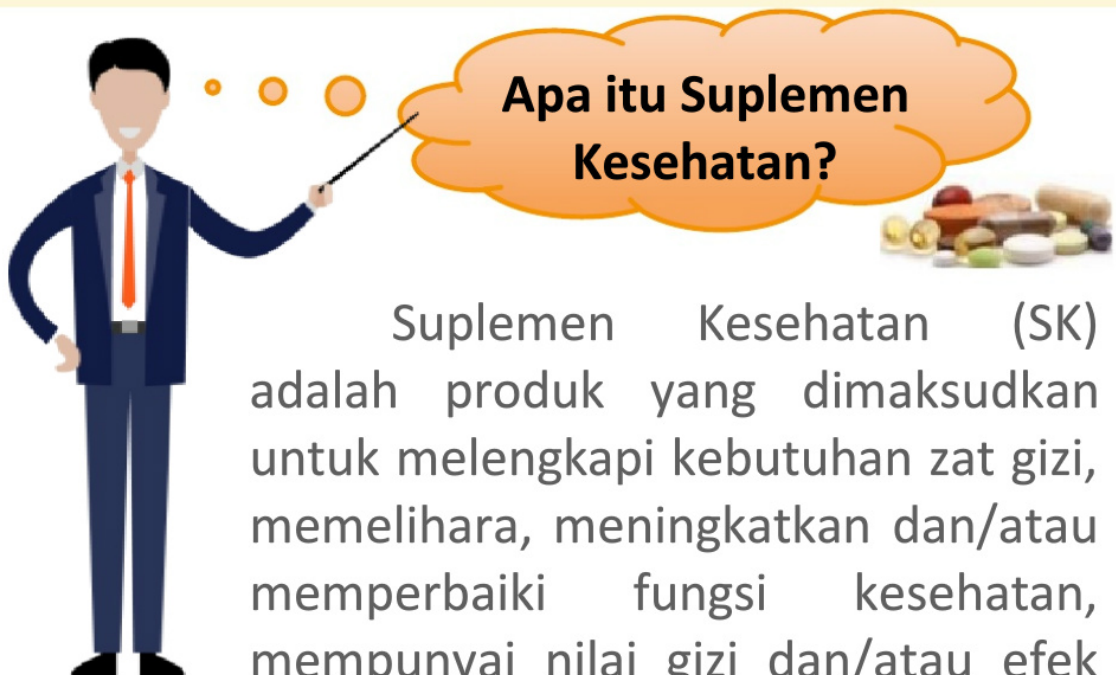 Apa itu Suplemen
Kesehatan?
Suplemen Kesehatan (SK)
adalah produk yang dimaksudkan
untuk melengkapi kebutuhan zat gizi,
memelihara, meningkatkan dan/atau
memperbaiki fungsi kesehatan,
mempunyai nilai gizi dan/atau efek